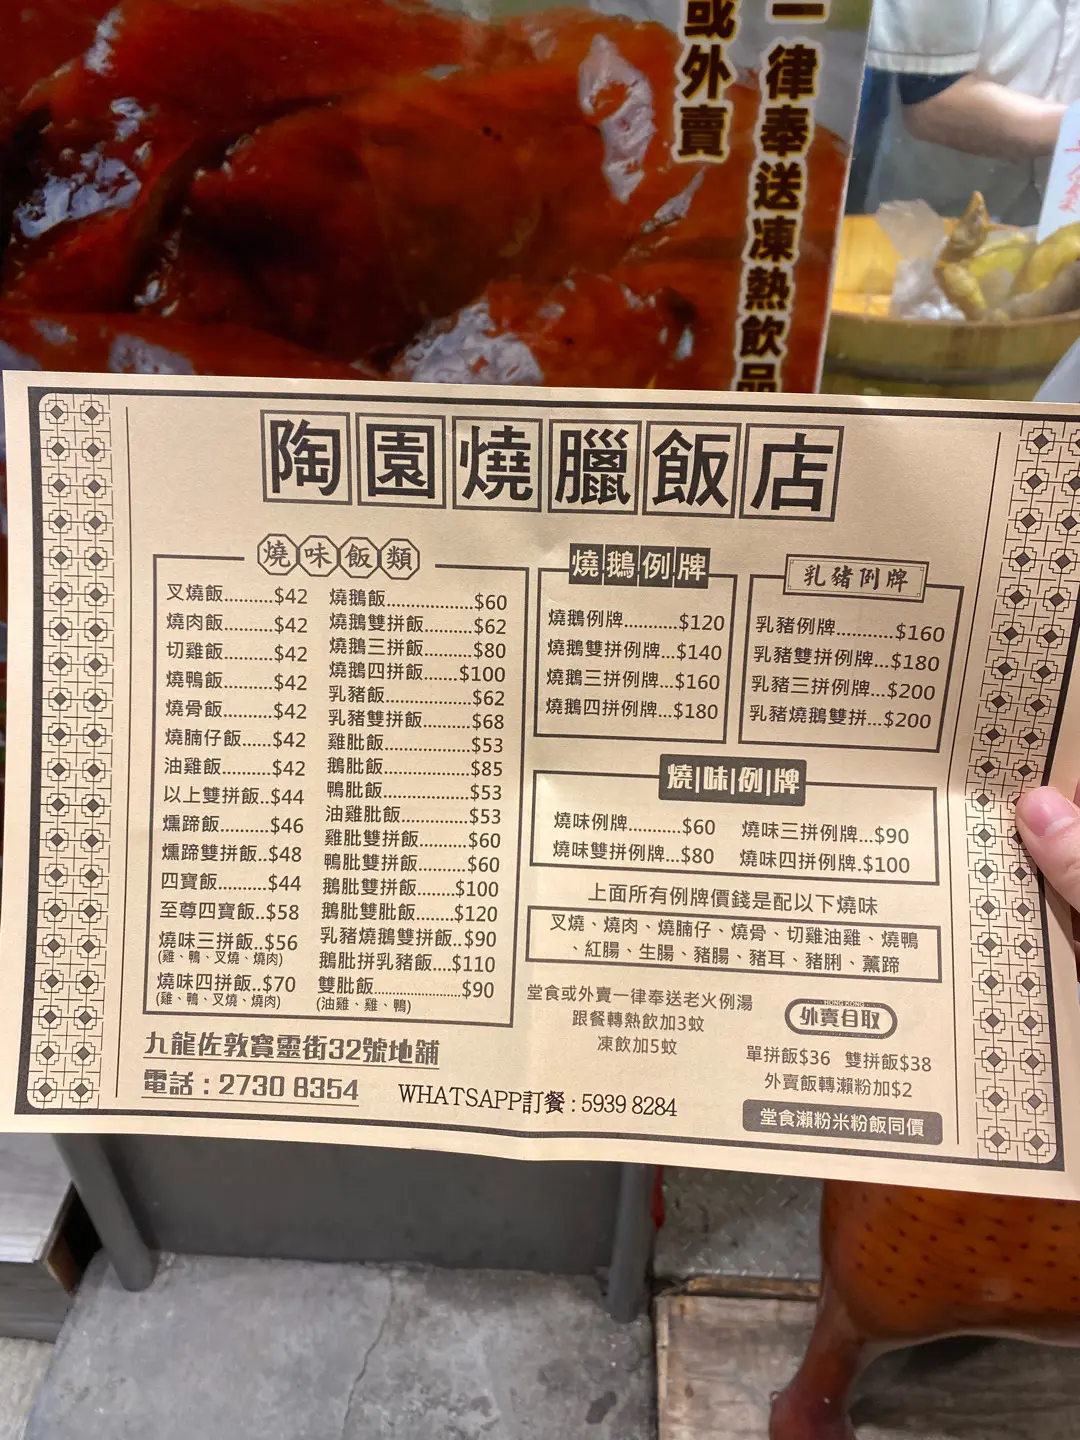 或外賣
一律奉送凍熱飲品
陶園燒臘飯店
燒味飯類
叉燒飯.........$42
燒肉飯.........$42
切雞飯.........$42
燒鴨飯.........$42
燒骨飯.........$42
燒腩仔飯......$42
油雞飯.........$42
以上雙拼飯..$44
燻蹄飯.........$46
燻蹄雙拼飯..$48
四寶飯.........$44
至尊四寶飯..$58
燒味三拼飯..$56
(雞、鴨、叉燒、燒肉)
燒味四拼飯..$70
(雞、鴨、叉燒、燒肉)
燒鵝飯.................$60
燒鵝雙拼飯.........$62
燒鵝三拼飯.........$80
燒鵝四拼飯.......$100
乳豬飯.................$62
乳豬雙拼飯.........$68
雞肶飯.................$53
鵝肶飯.................$85
鴨肶飯.................$53
油雞肶飯.............$53
雞肶雙拼飯.........$60
鴨肶雙拼飯.........$60
鵝肶雙拼飯.......$100
鵝肶雙肶飯.......$120
乳豬燒鵝雙拼飯..$90
鵝肶拼乳豬飯....$110
雙肶飯.................$90
(油雞、雞、鴨)
燒鵝例牌
燒鵝例牌...........$120
燒鵝雙拼例牌...$140
燒鵝三拼例牌...$160
燒鵝四拼例牌...$180
乳豬例牌
乳豬例牌...........$160
乳豬雙拼例牌...$180
乳豬三拼例牌...$200
乳豬燒鵝雙拼...$200
燒|味|例|牌
燒味例牌...........$60 燒味三拼例牌...$90
燒味雙拼例牌...$80 燒味四拼例牌.$100
上面所有例牌價錢是配以下燒味
叉燒、燒肉、燒腩仔、燒骨、切雞油雞、燒鴨
、紅腸、生腸、豬腸、豬耳、豬脷、薰蹄
堂食或外賣一律奉送老火例湯
跟餐轉熱飲加3蚊
凍飲加5蚊
HONG KONG
外賣自取
單拼飯$36 雙拼飯$38
外賣飯轉瀨粉加$2
堂食瀨粉米粉飯同價
九龍佐敦寶靈街32號地舖
電話：2730 8354
WHATSAPP訂餐：5939 8284